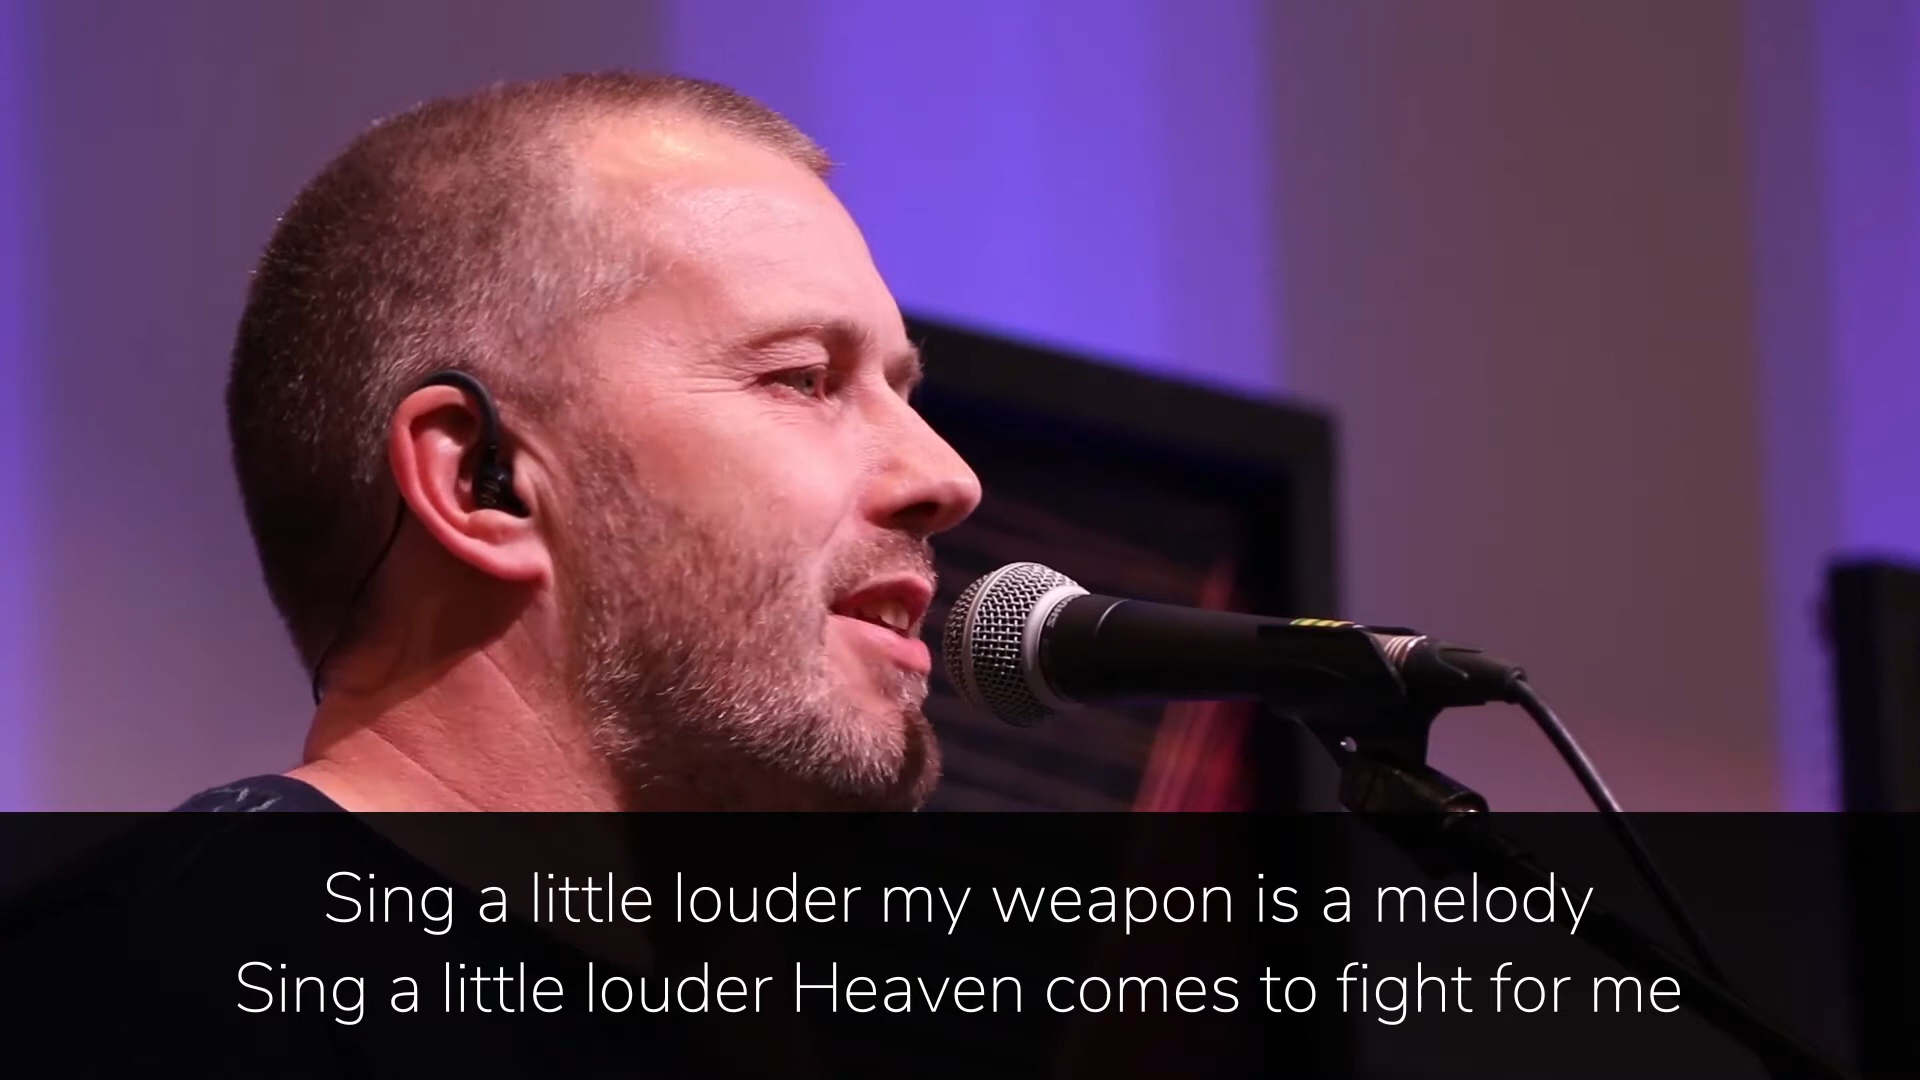 Sing a little louder my weapon is a melody
Sing a little louder Heaven comes to fight for me